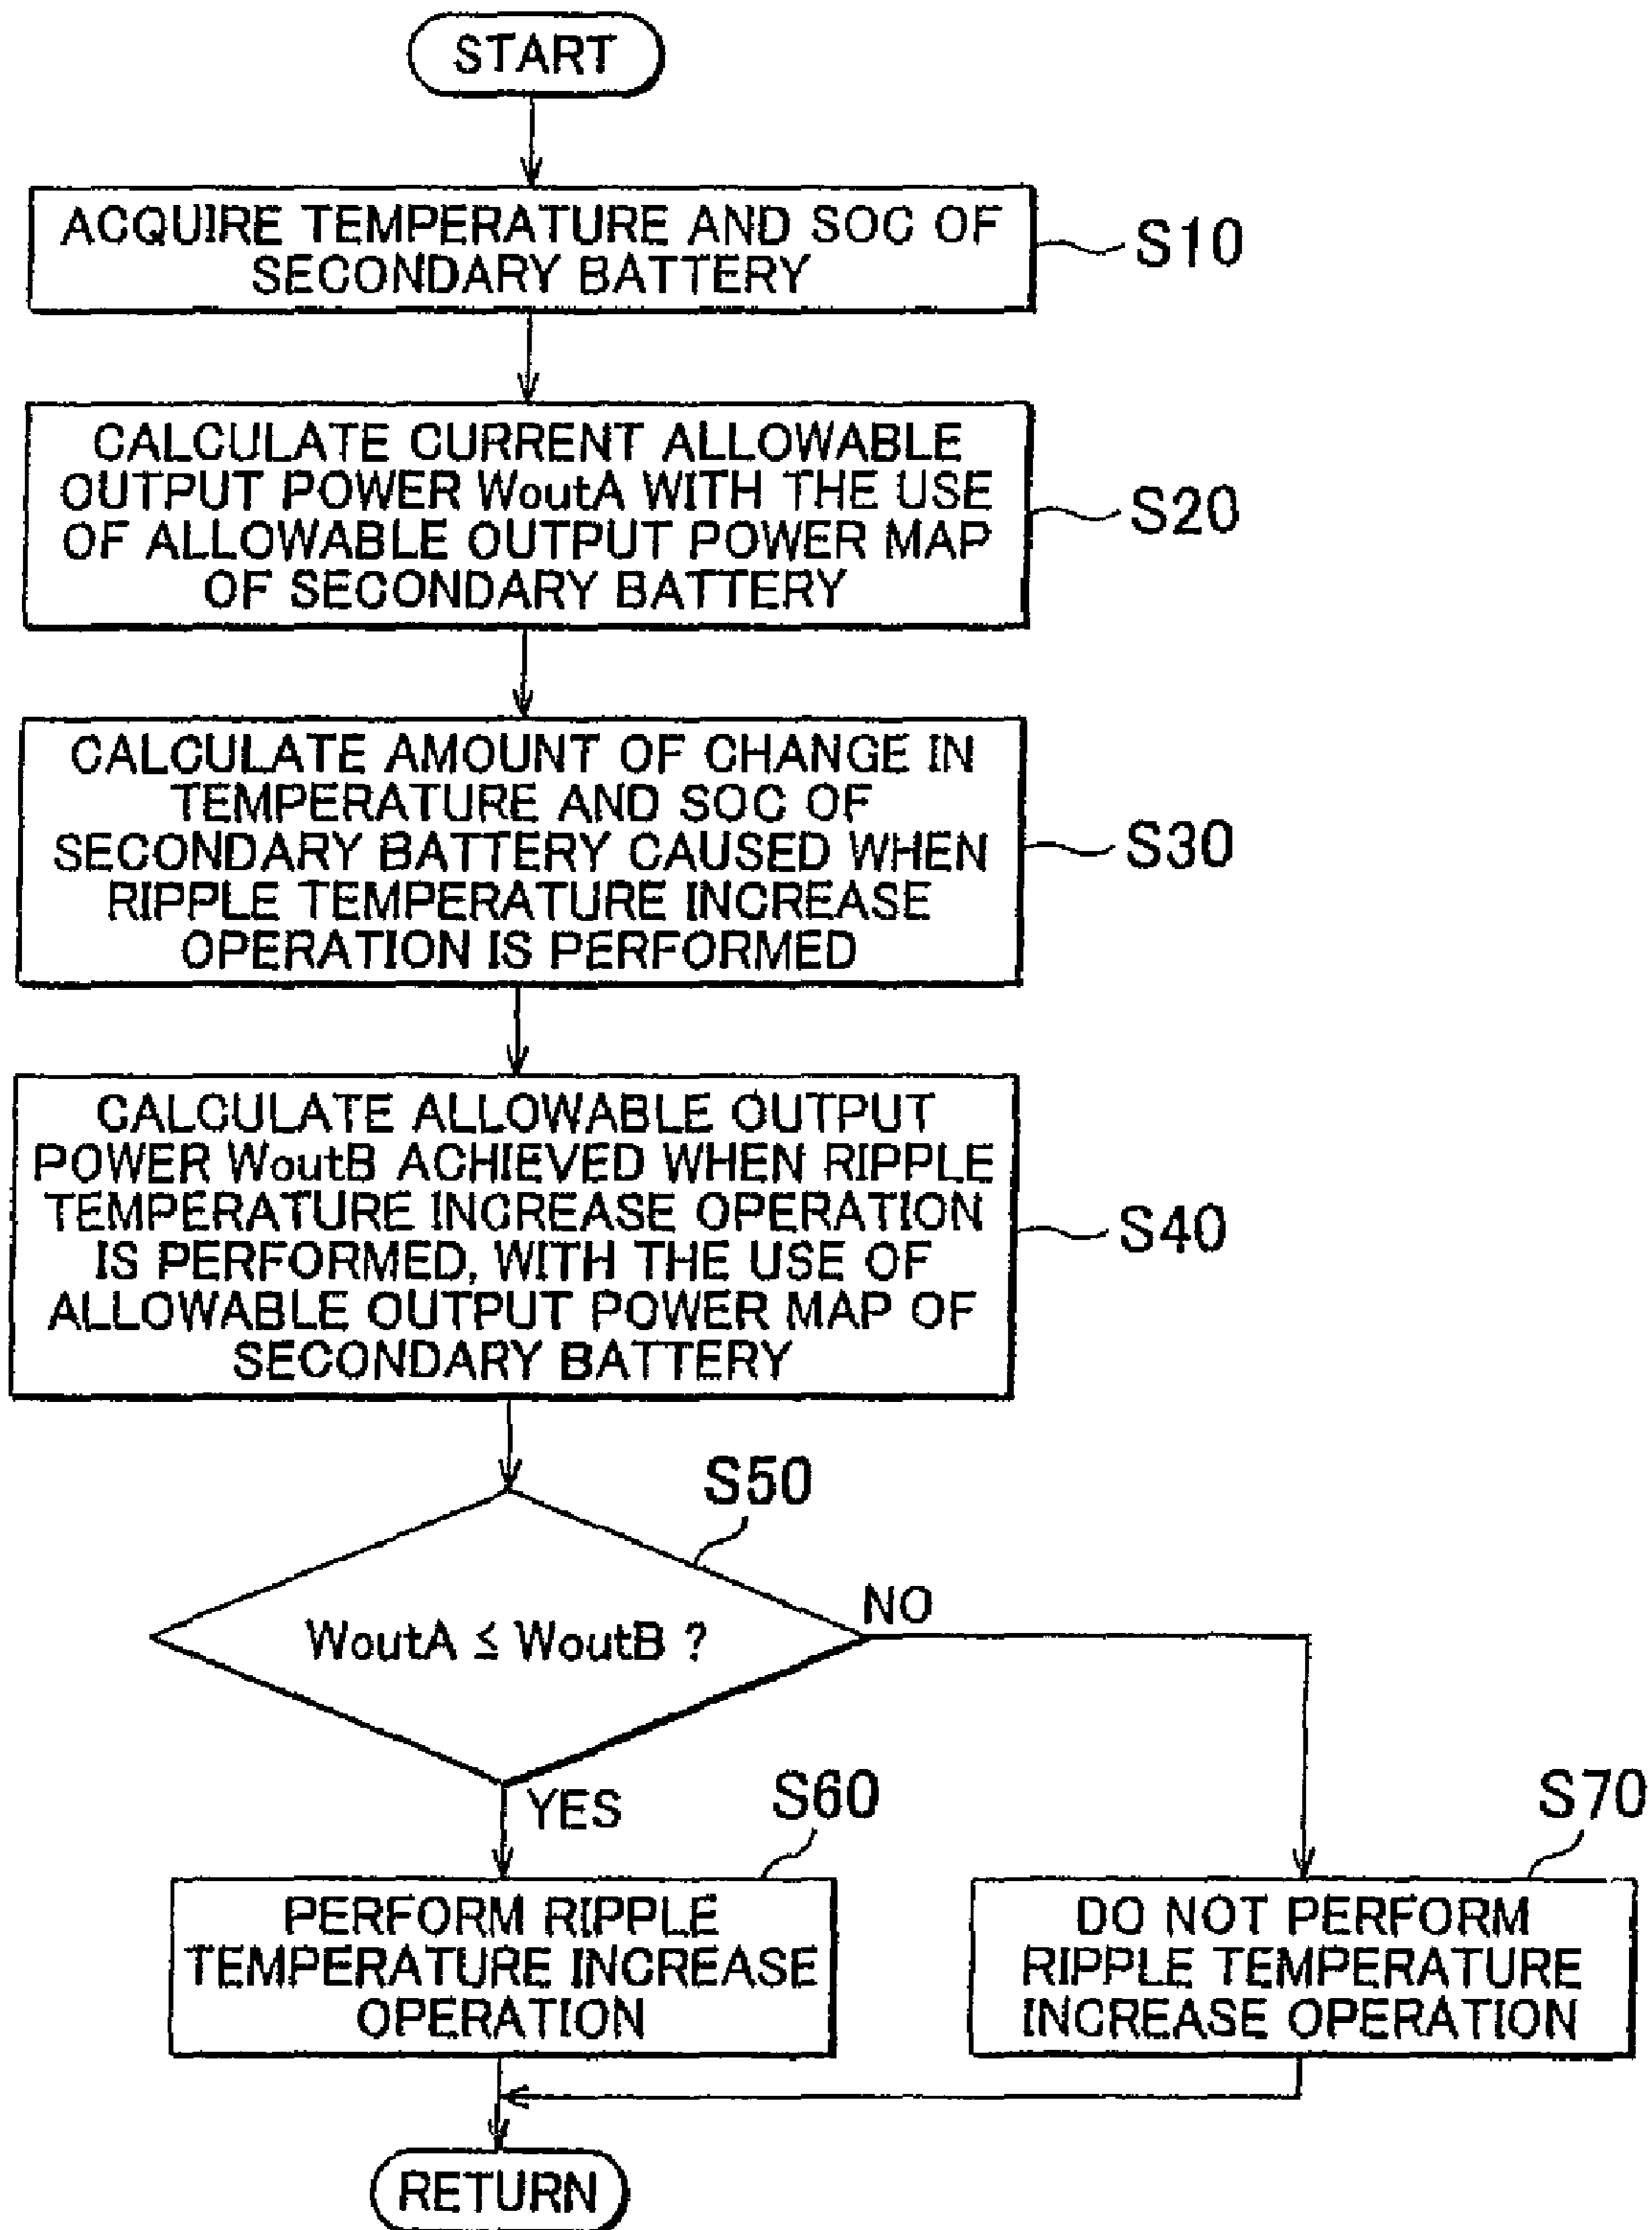 START
ACQUIRE TEMPERATURE AND SOC OF
SECONDARY BATTERY
S10
CALCULATE CURRENT ALLOWABLE
OUTPUT POWER WoutA WITH THE USE
OF ALLOWABLE OUTPUT POWER MAP
OF SECONDARY BATTERY
S20
CALCULATE AMOUNT OF CHANGE IN
TEMPERATURE AND SOC OF
SECONDARY BATTERY CAUSED WHEN
RIPPLE TEMPERATURE INCREASE
OPERATION IS PERFORMED
S30
CALCULATE ALLOWABLE OUTPUT
POWER WoutB ACHIEVED WHEN RIPPLE
TEMPERATURE INCREASE OPERATION
IS PERFORMED, WITH THE USE OF
ALLOWABLE OUTPUT POWER MAP OF
SECONDARY BATTERY
S40
S50
WoutA ≤ WoutB ?
NO
YES
S60
PERFORM RIPPLE
TEMPERATURE INCREASE
OPERATION
S70
DO NOT PERFORM
RIPPLE TEMPERATURE
INCREASE OPERATION
RETURN